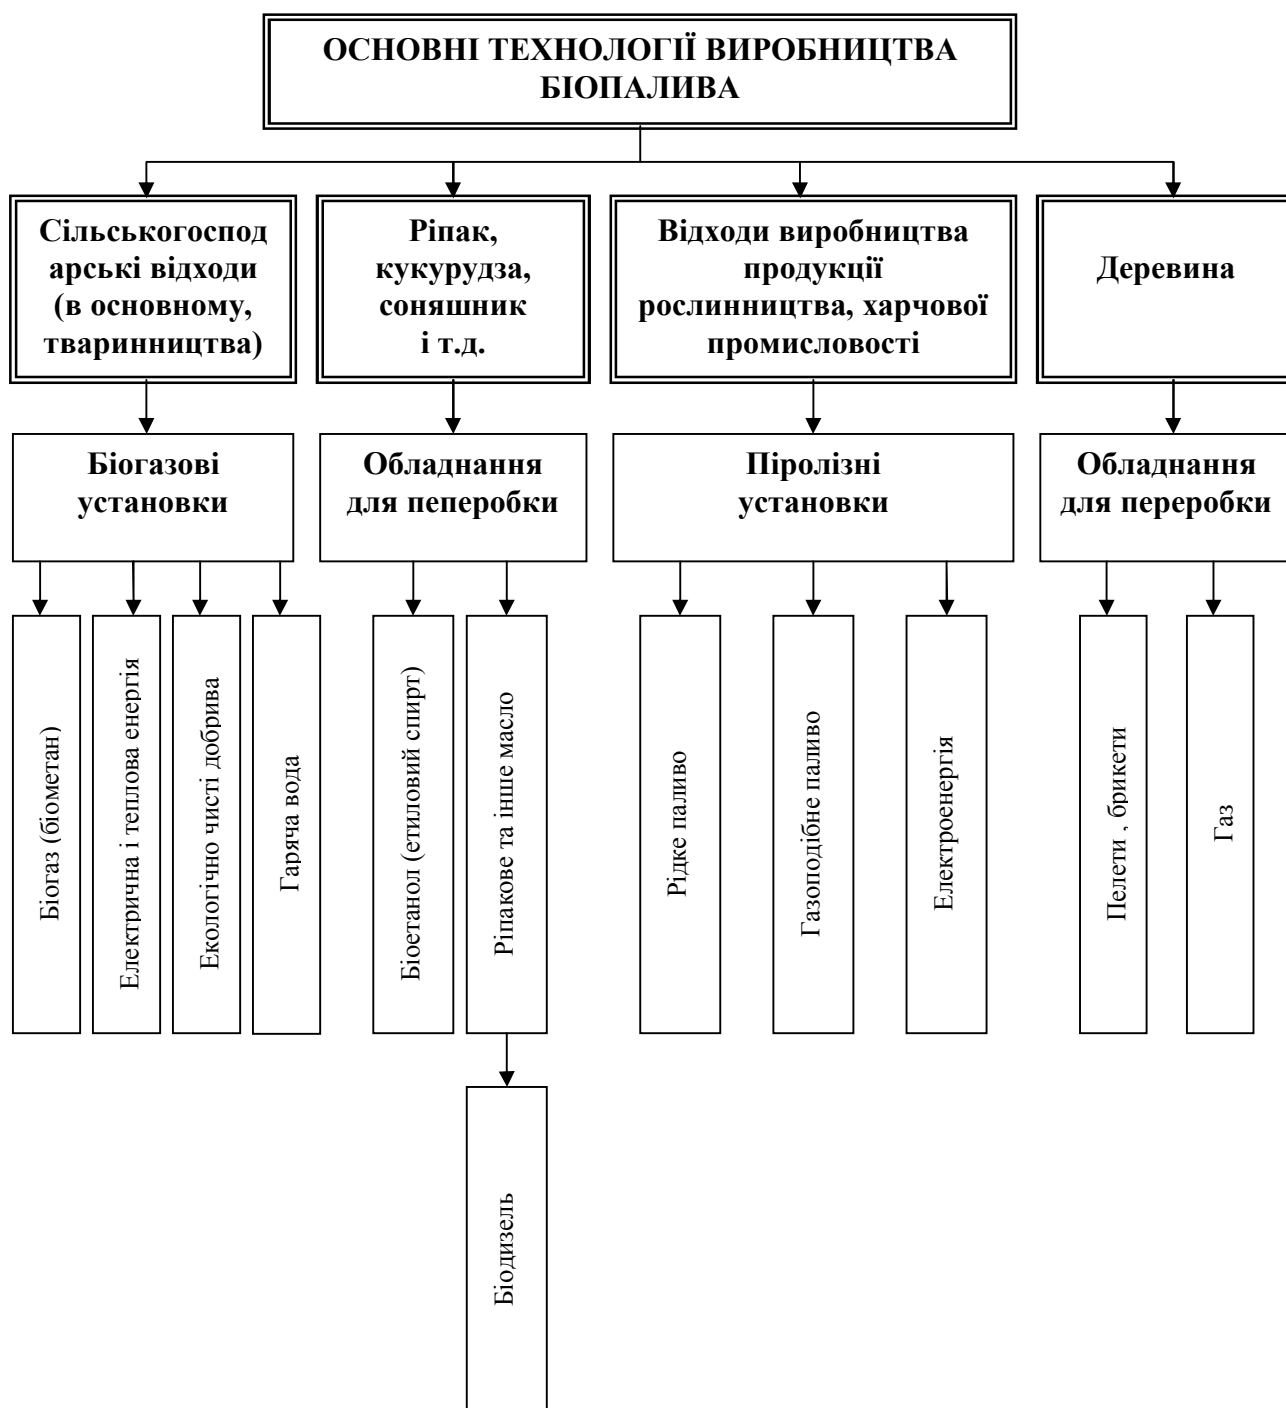 ОСНОВНІ ТЕХНОЛОГІЇ ВИРОБНИЦТВА
БІОПАЛИВА
Сільськогоспод
арські відходи
(в основному,
тваринництва)
Ріпак,
кукурудза,
соняшник
і т.д.
Відходи виробництва
продукції
рослинництва, харчової
промисловості
Деревина
Біогазові
установки
Обладнання
для пеперобки
Піролізні
установки
Обладнання
для переробки
Біогаз (біометан)
Електрична і теплова енергія
Екологічно чисті добрива
Гаряча вода
Біоетанол (етиловий спирт)
Ріпакове та інше масло
Рідке паливо
Газоподібне паливо
Електроенергія
Пелети , брикети
Газ
Біодизель